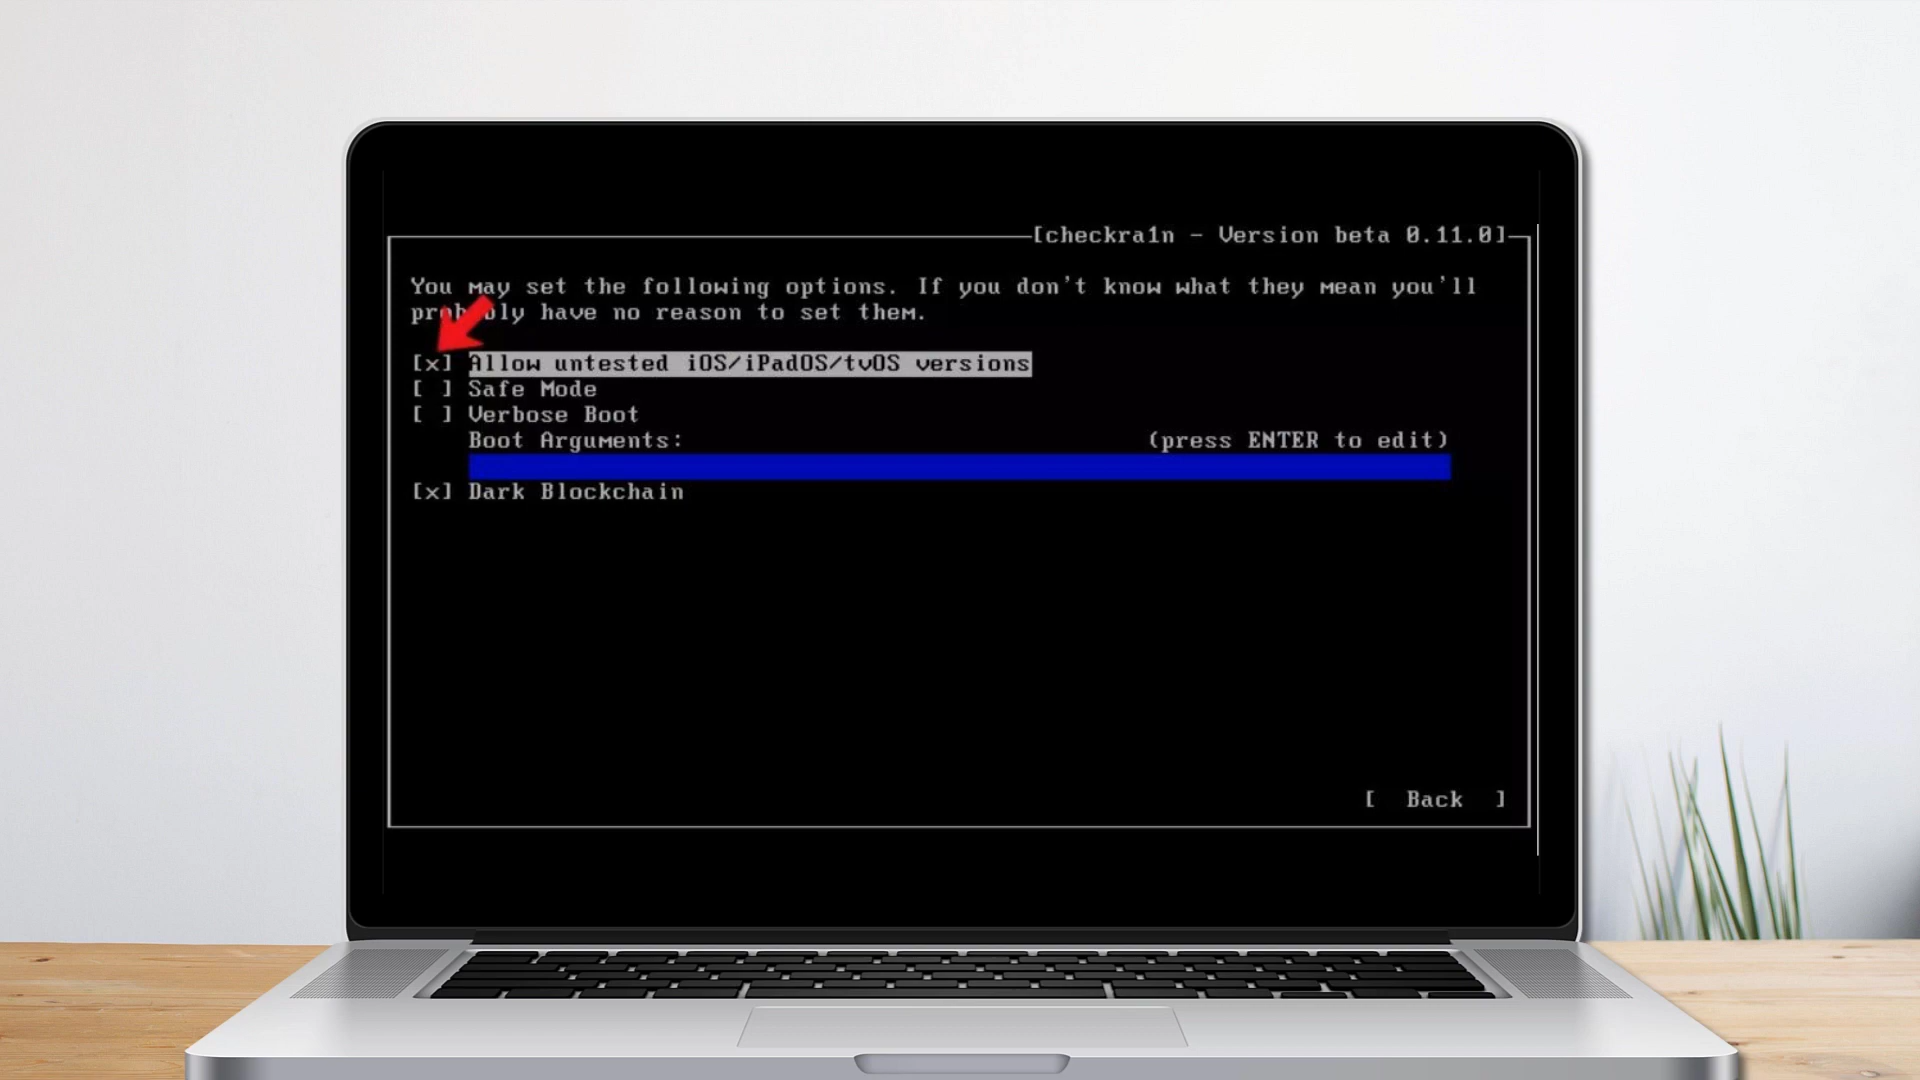 [checkra1n - Version beta 0.11.0]
You may set the following options. If you don't know what they mean you'll
probably have no reason to set them.
[x] Allow untested iOS/iPadOS/tvOS versions
[ ] Safe Mode
[ ] Verbose Boot
Boot Arguments: (press ENTER to edit)
[x] Dark Blockchain
[ Back ]